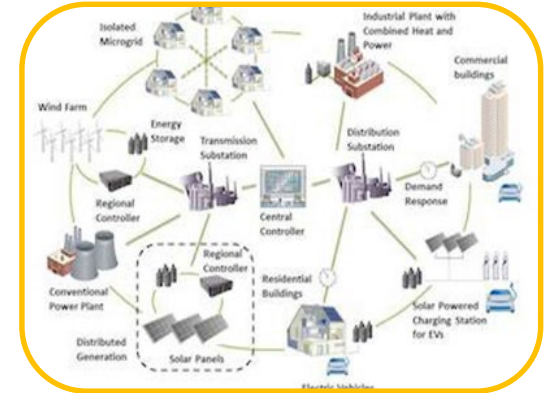 Isolated
Microgrid
Industrial Plant with
Combined Heat and
Power
Commercial
buildings
Wind Farm
Energy
Storage
Transmission
Substation
Distribution
Substation
Regional
Controller
Central
Controller
Demand
Response
Conventional
Power Plant
Regional
Controller
Residential
Buildings
Solar Powered
Charging Station
for EVs
Distributed
Generation
Solar Panels
Electric Vehicles